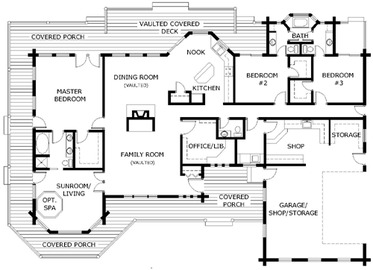 VAULTED COVERED
DECK
COVERED PORCH
BATH
NOOK
DINING ROOM
(VAULTED)
KITCHEN
MASTER
BEDROOM
BEDROOM
#2
BEDROOM
#3
FAMILY ROOM
(VAULTED)
OFFICE/LIB.
SHOP
STORAGE
SUNROOM/
LIVING
OPT.
SPA
COVERED
PORCH
GARAGE/
SHOP/STORAGE
COVERED PORCH